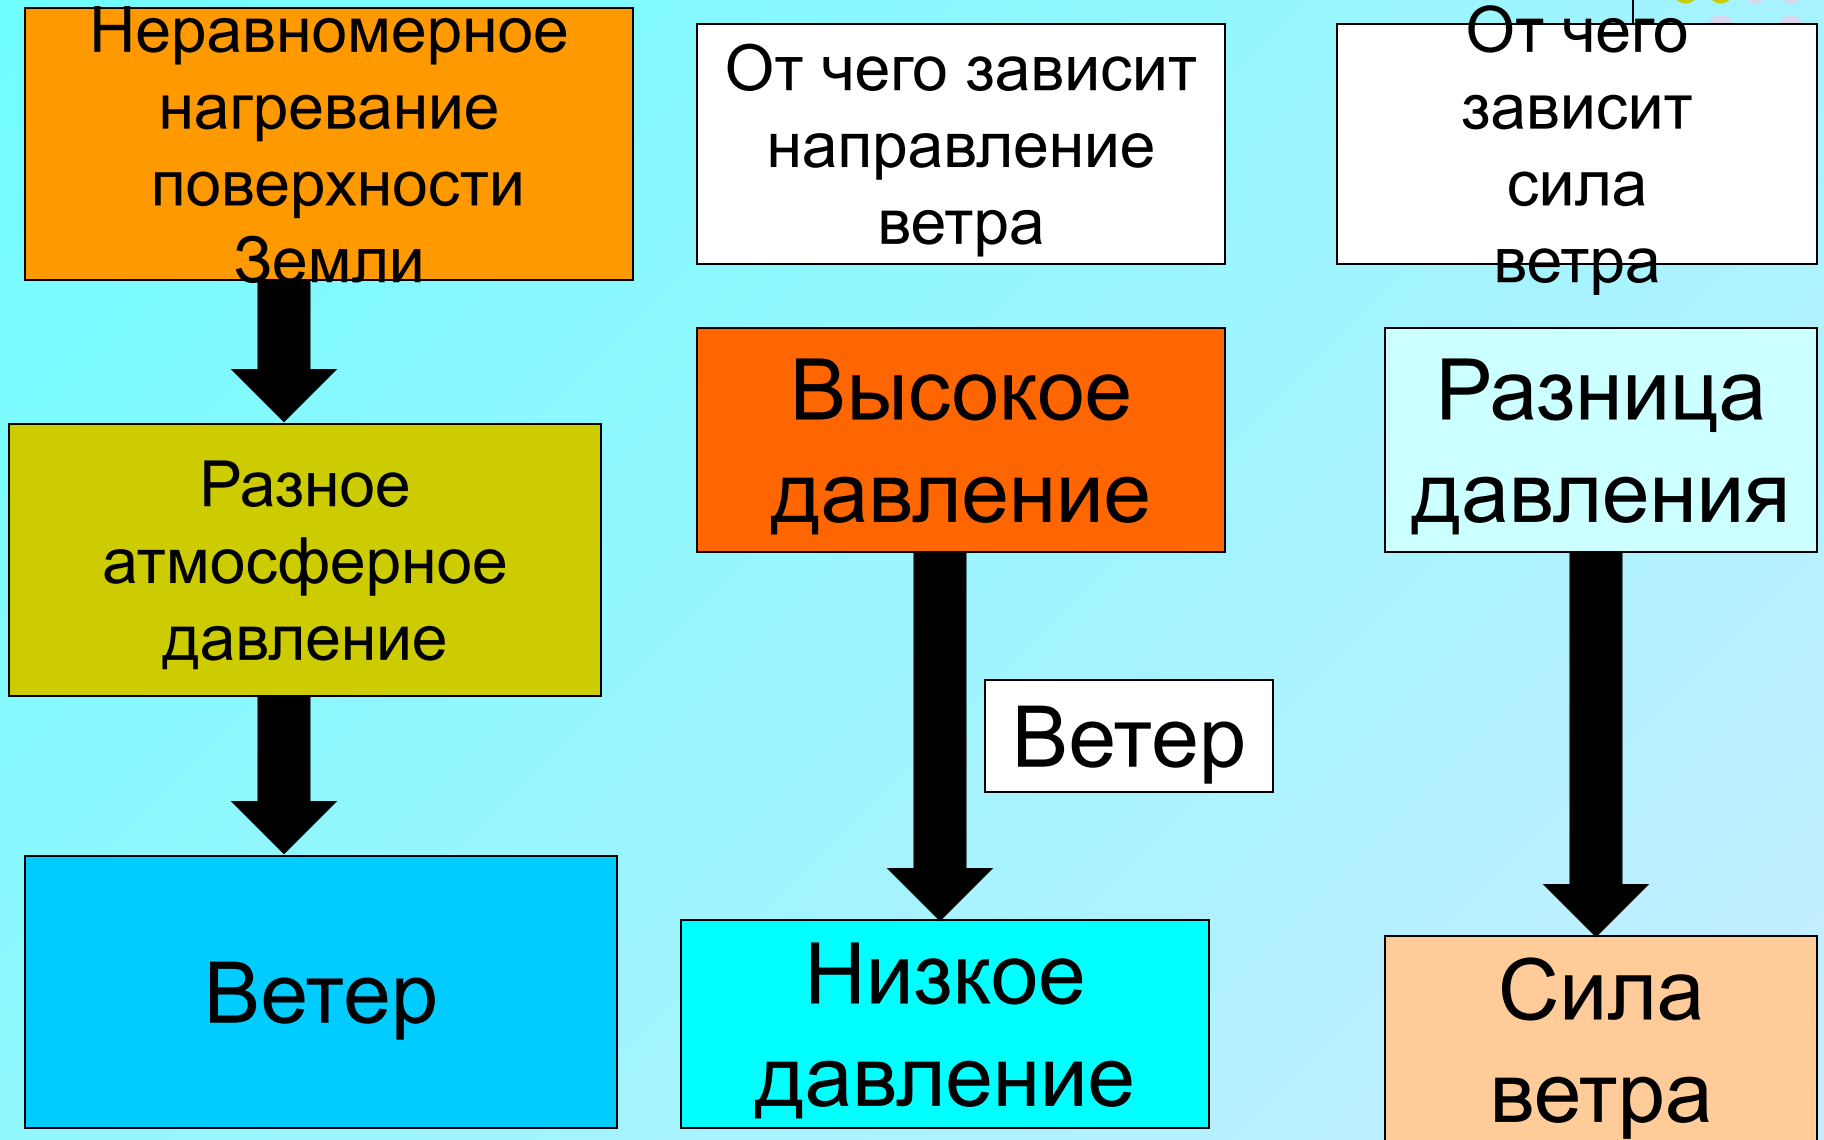 Неравномерное
нагревание
поверхности
Земли
Разное
атмосферное
давление
Ветер
От чего зависит
направление
ветра
Высокое
давление
Ветер
Низкое
давление
От чего
зависит
сила
ветра
Разница
давления
Сила
ветра